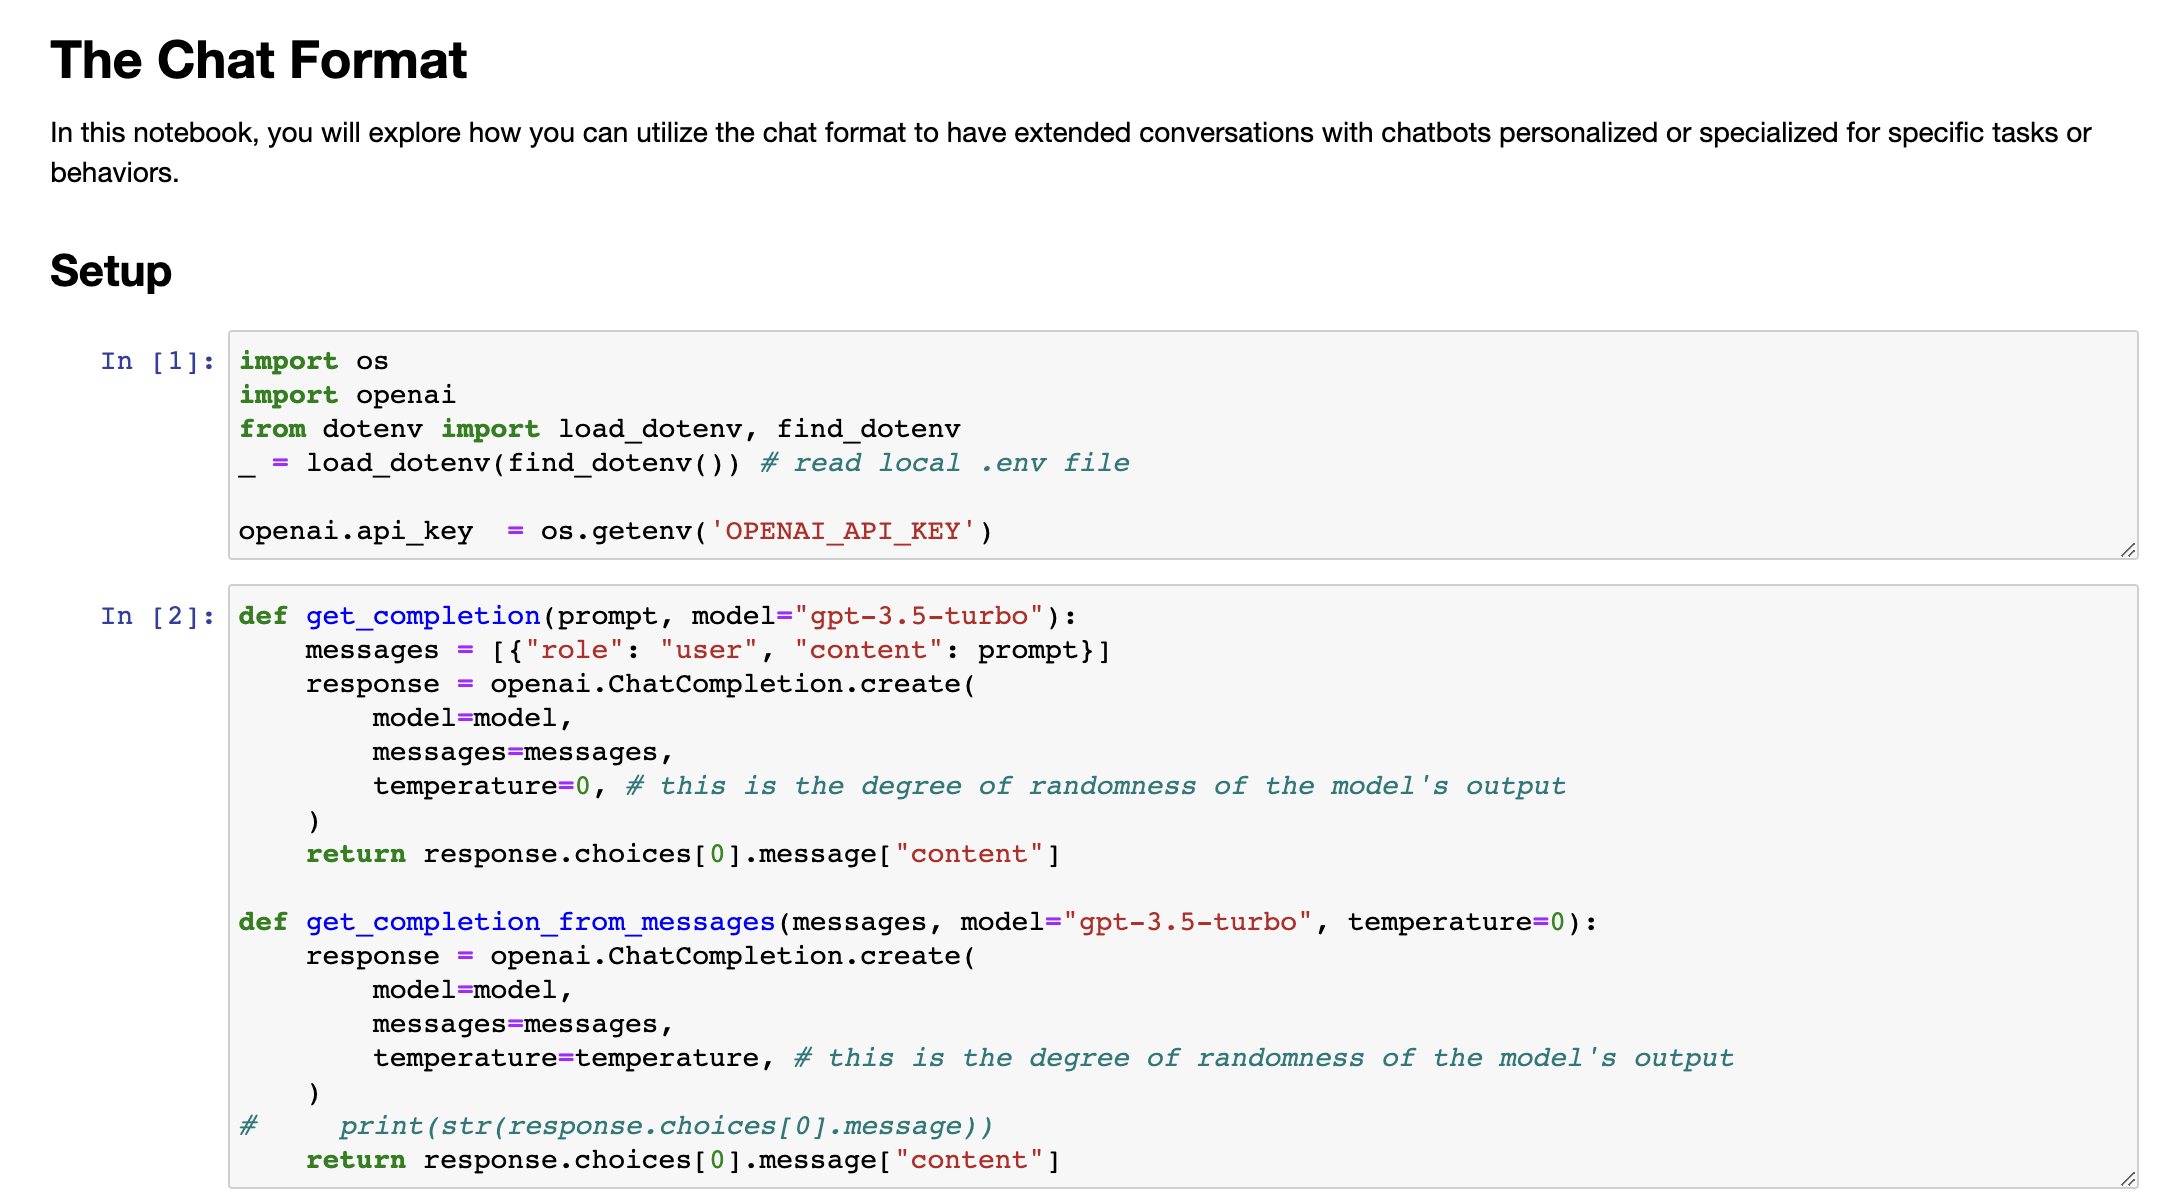 The Chat Format
In this notebook, you will explore how you can utilize the chat format to have extended conversations with chatbots personalized or specialized for specific tasks or
behaviors.
Setup
In [1]:
import os
import openai
from dotenv import load_dotenv, find_dotenv
_ = load_dotenv(find_dotenv()) # read local .env file

openai.api_key  = os.getenv('OPENAI_API_KEY')
In [2]:
def get_completion(prompt, model="gpt-3.5-turbo"):
    messages = [{"role": "user", "content": prompt}]
    response = openai.ChatCompletion.create(
        model=model,
        messages=messages,
        temperature=0, # this is the degree of randomness of the model's output
    )
    return response.choices[0].message["content"]

def get_completion_from_messages(messages, model="gpt-3.5-turbo", temperature=0):
    response = openai.ChatCompletion.create(
        model=model,
        messages=messages,
        temperature=temperature, # this is the degree of randomness of the model's output
    )
#     print(str(response.choices[0].message))
    return response.choices[0].message["content"]